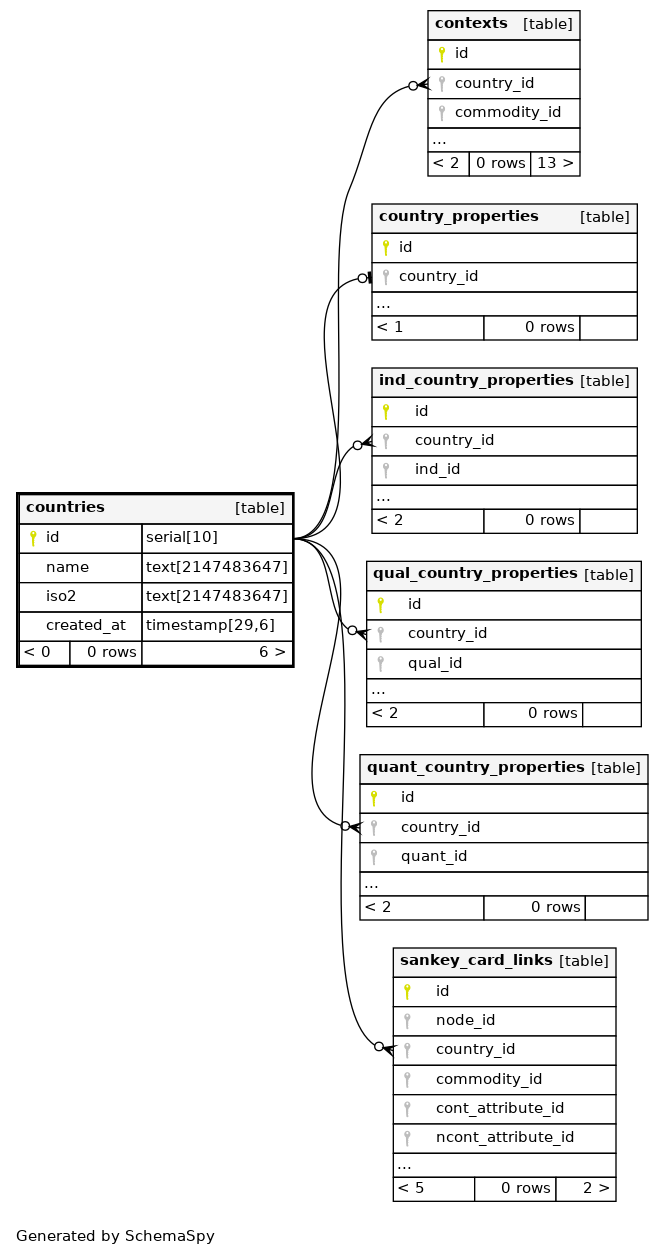 contexts [table]
id
country_id
commodity_id
...
< 2 0 rows 13 >
country_properties [table]
id
country_id
...
< 1 0 rows
ind_country_properties [table]
id
country_id
ind_id
...
< 2 0 rows
countries [table]
id serial[10]
name text[2147483647]
iso2 text[2147483647]
created_at timestamp[29,6]
< 0 0 rows 6 >
qual_country_properties [table]
id
country_id
qual_id
...
< 2 0 rows
quant_country_properties [table]
id
country_id
quant_id
...
< 2 0 rows
sankey_card_links [table]
id
node_id
country_id
commodity_id
cont_attribute_id
ncont_attribute_id
...
< 5 0 rows 2 >
Generated by SchemaSpy